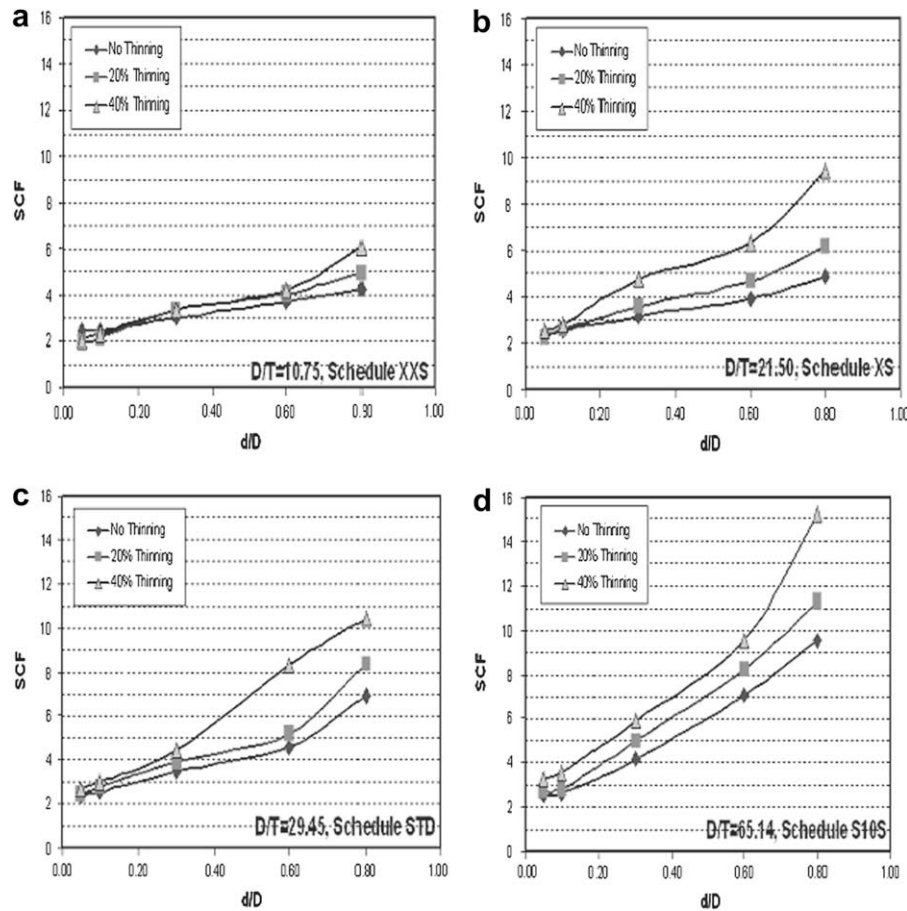 a
16
14
12
10
8
6
4
2
0
SCF
No Thinning
20% Thinning
40% Thinning
D/T=10.75, Schedule XXS
0.00 0.20 0.40 0.60 0.80 1.00
d/D
b
16
14
12
10
8
6
4
2
0
SCF
No Thinning
20% Thinning
40% Thinning
D/T=21.50, Schedule XS
0.00 0.20 0.40 0.60 0.80 1.00
d/D
c
16
14
12
10
8
6
4
2
0
SCF
No Thinning
20% Thinning
40% Thinning
D/T=29.45, Schedule STD
0.00 0.20 0.40 0.60 0.80 1.00
d/D
d
16
14
12
10
8
6
4
2
0
SCF
No Thinning
20% Thinning
40% Thinning
D/T=65.14, Schedule S10S
0.00 0.20 0.40 0.60 0.80 1.00
d/D